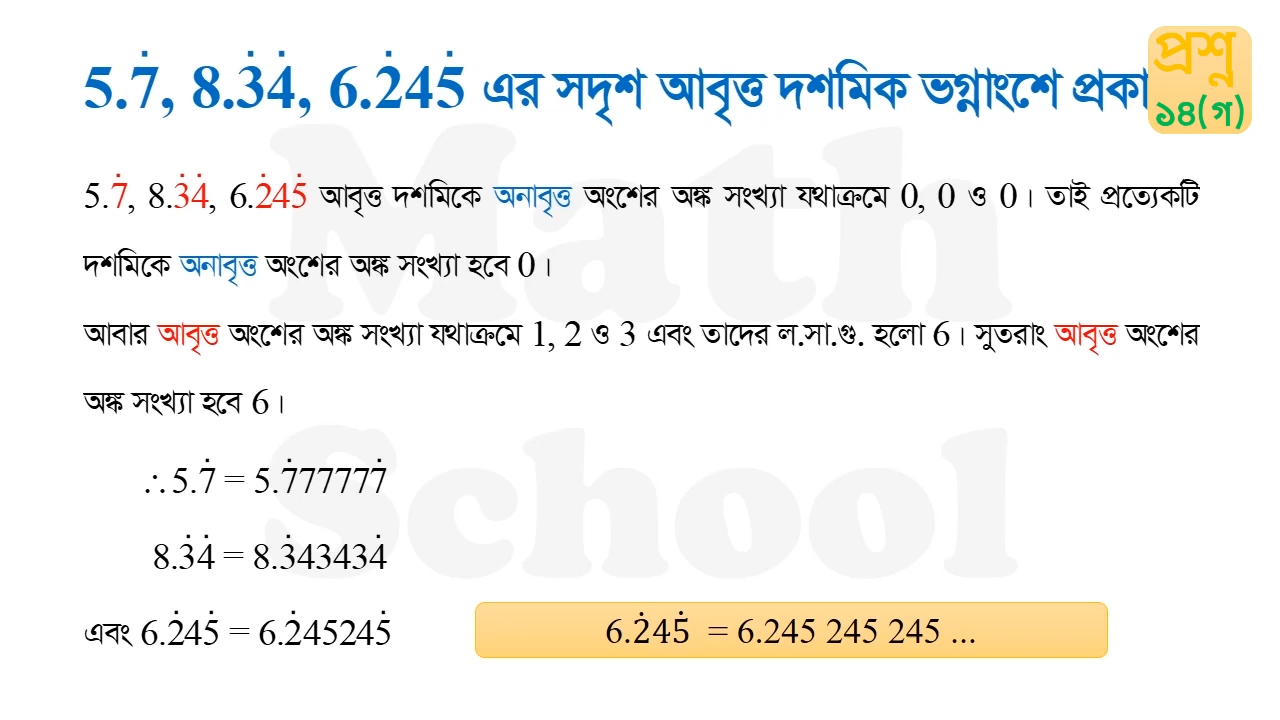 5.7̇, 8.3̇4̇, 6.2̇45̇ এর সদৃশ আবৃত্ত দশমিক ভগ্নাংশে প্রকা
প্রশ্ন
১৪(গ)
5.7̇, 8.3̇4̇, 6.2̇45̇ আবৃত্ত দশমিকে অনাবৃত্ত অংশের অঙ্ক সংখ্যা যথাক্রমে 0, 0 ও 0। তাই প্রত্যেকটি
দশমিকে অনাবৃত্ত অংশের অঙ্ক সংখ্যা হবে 0।
আবার আবৃত্ত অংশের অঙ্ক সংখ্যা যথাক্রমে 1, 2 ও 3 এবং তাদের ল.সা.গু. হলো 6। সুতরাং আবৃত্ত অংশের
অঙ্ক সংখ্যা হবে 6।
∴ 5.7̇ = 5.7̇77777̇
8.3̇4̇ = 8.3̇43434̇
এবং 6.2̇45̇ = 6.2̇45245̇
6.2̇45̇ = 6.245 245 245 ...
Math
School